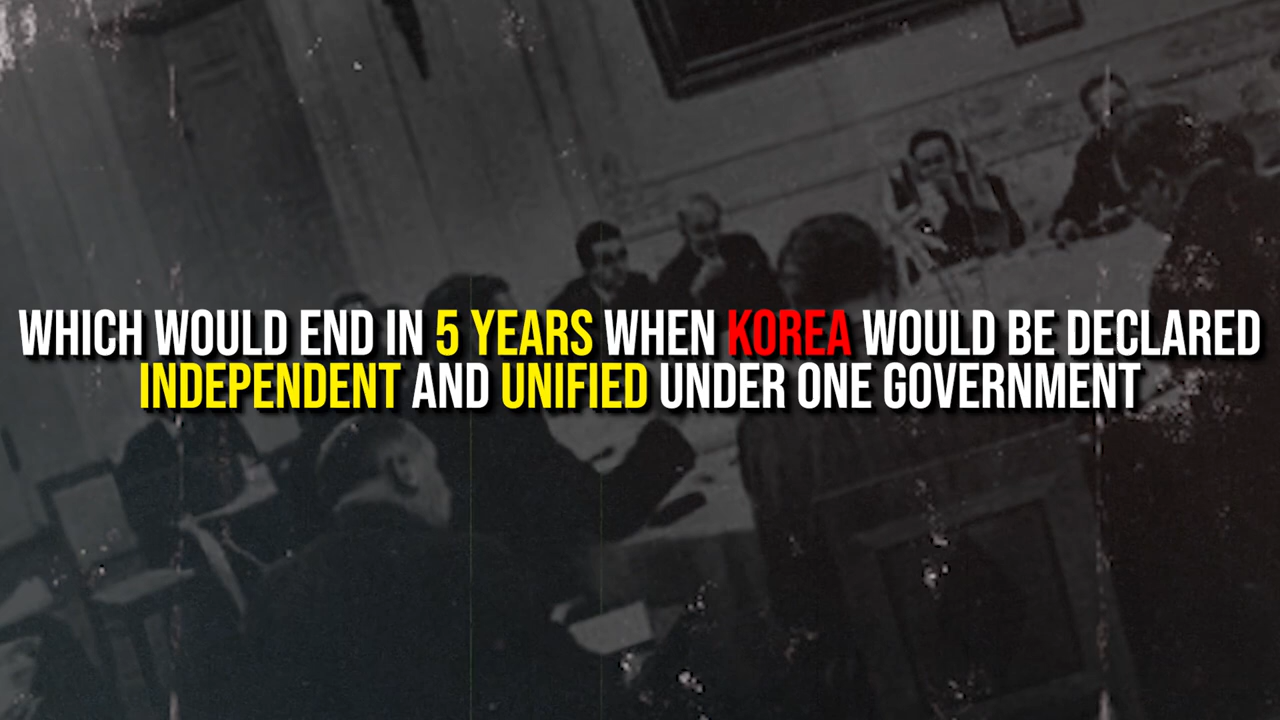 WHICH WOULD END IN 5 YEARS WHEN KOREA WOULD BE DECLARED
INDEPENDENT AND UNIFIED UNDER ONE GOVERNMENT